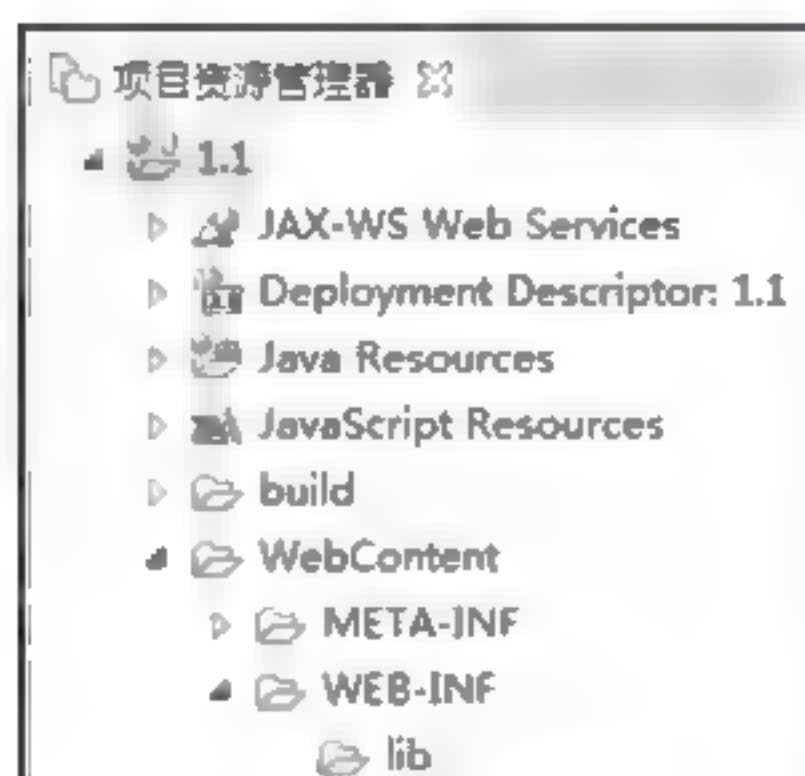 项目资源管理器
1.1
JAX-WS Web Services
Deployment Descriptor: 1.1
Java Resources
JavaScript Resources
build
WebContent
META-INF
WEB-INF
lib